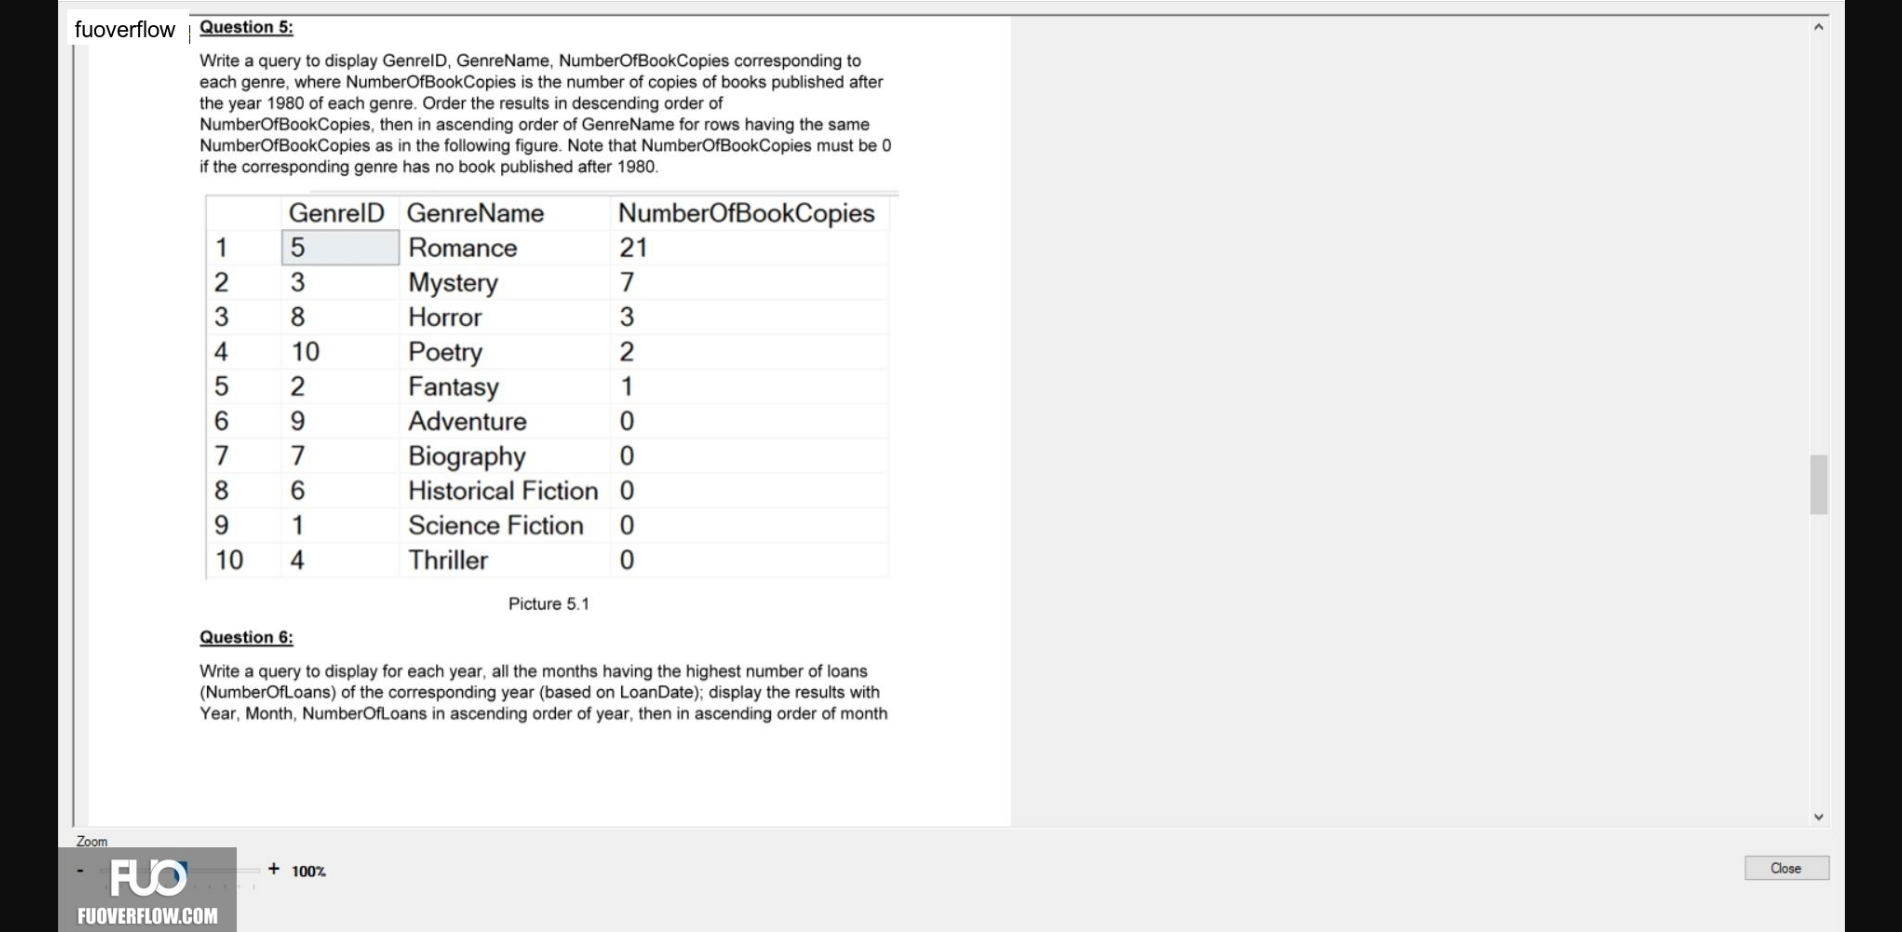 fuoverflow
Question 5:
Write a query to display GenreID, GenreName, NumberOfBookCopies corresponding to
each genre, where NumberOfBookCopies is the number of copies of books published after
the year 1980 of each genre. Order the results in descending order of
NumberOfBookCopies, then in ascending order of GenreName for rows having the same
NumberOfBookCopies as in the following figure. Note that NumberOfBookCopies must be 0
if the corresponding genre has no book published after 1980.
GenreID GenreName NumberOfBookCopies
1 5 Romance 21
2 3 Mystery 7
3 8 Horror 3
4 10 Poetry 2
5 2 Fantasy 1
6 9 Adventure 0
7 7 Biography 0
8 6 Historical Fiction 0
9 1 Science Fiction 0
10 4 Thriller 0
Picture 5.1
Question 6:
Write a query to display for each year, all the months having the highest number of loans
(NumberOfLoans) of the corresponding year (based on LoanDate); display the results with
Year, Month, NumberOfLoans in ascending order of year, then in ascending order of month
Zoom
- + 100%
Close
FUO
FUOVERFLOW.COM